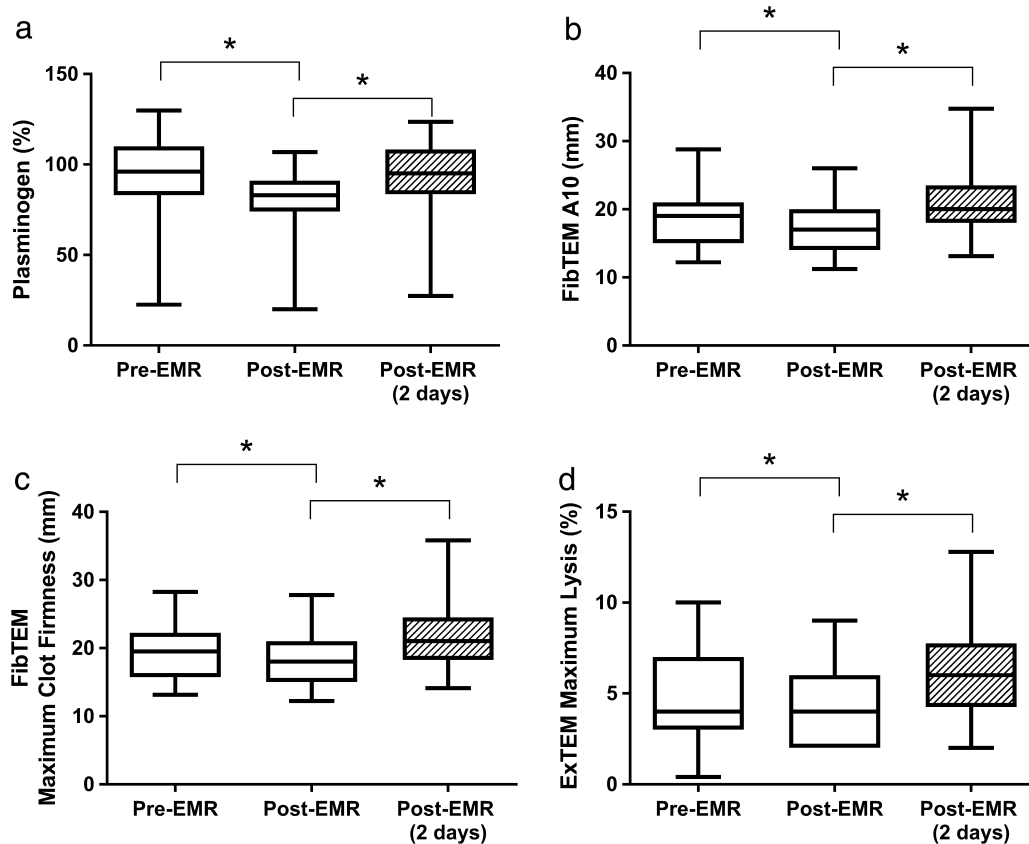 a
*
*
Plasminogen (%)
150
100
50
0
Pre-EMR
Post-EMR
Post-EMR
(2 days)
b
*
*
FibTEM A10 (mm)
40
30
20
10
0
Pre-EMR
Post-EMR
Post-EMR
(2 days)
c
*
*
FibTEM
Maximum Clot Firmness (mm)
40
30
20
10
0
Pre-EMR
Post-EMR
Post-EMR
(2 days)
d
*
*
ExTEM Maximum Lysis (%)
15
10
5
0
Pre-EMR
Post-EMR
Post-EMR
(2 days)